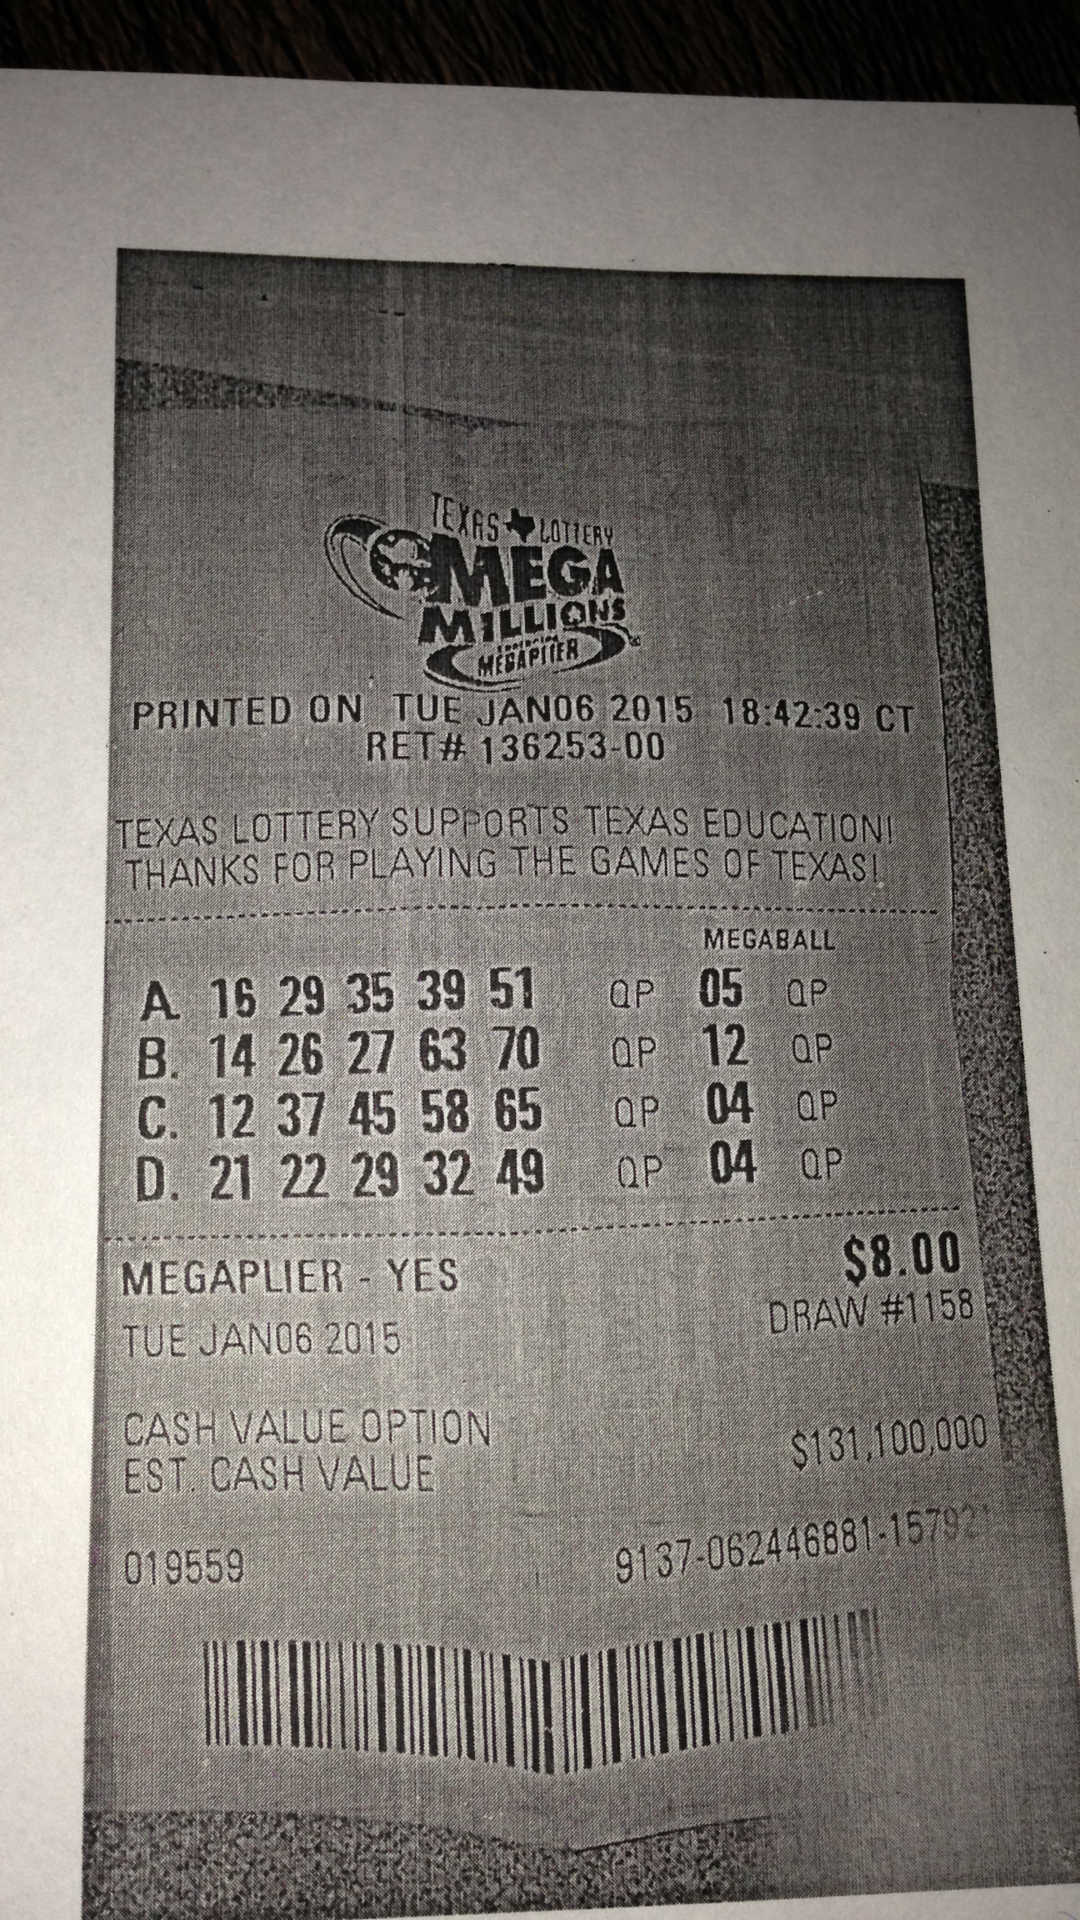 TEXAS LOTTERY
MEGA
MILLIONS
MEGAPLIER
PRINTED ON TUE JAN06 2015 18:42:39 CT
RET# 136253-00
TEXAS LOTTERY SUPPORTS TEXAS EDUCATION!
THANKS FOR PLAYING THE GAMES OF TEXAS!
MEGABALL
A. 16 29 35 39 51 QP 05 QP
B. 14 26 27 63 70 QP 12 QP
C. 12 37 45 58 65 QP 04 QP
D. 21 22 29 32 49 QP 04 QP
MEGAPLIER - YES $8.00
TUE JAN06 2015 DRAW #1158
CASH VALUE OPTION
EST. CASH VALUE $131,100,000
019559 9137-062446881-157921